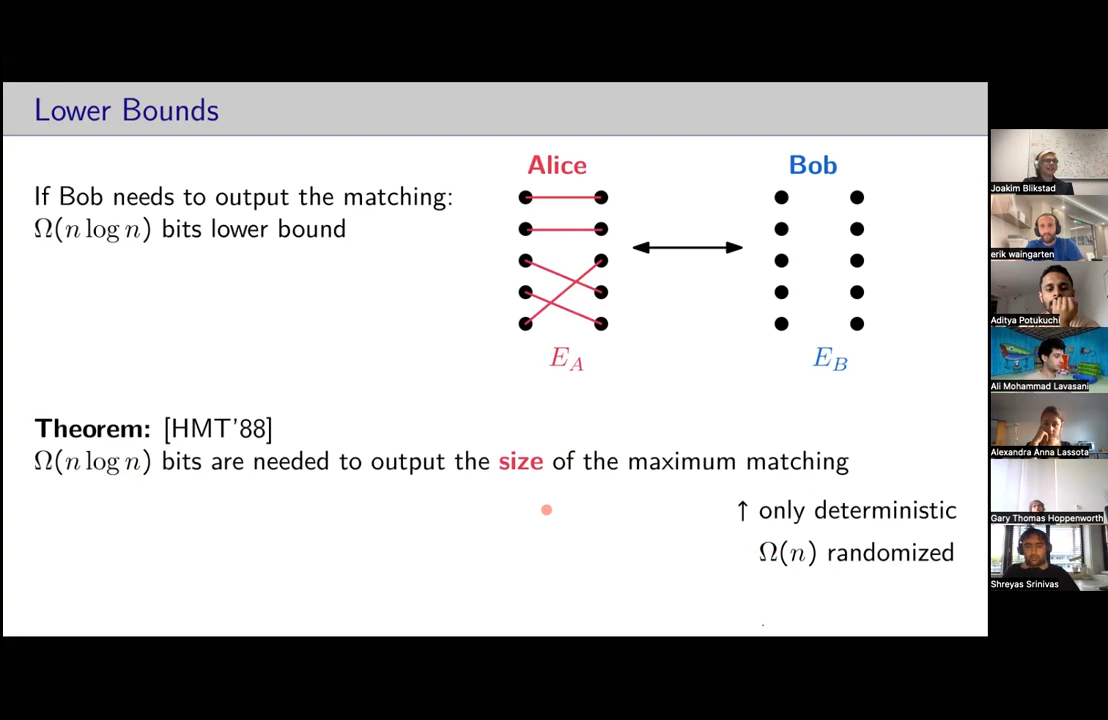 Lower Bounds
If Bob needs to output the matching:
Ω(n log n) bits lower bound
Alice
Bob
E_A
E_B
Theorem: [HMT'88]
Ω(n log n) bits are needed to output the size of the maximum matching
↑ only deterministic
Ω(n) randomized
Joakim Blikstad
erik waingarten
Aditya Potukuchi
Ali Mohammad Lavasani
Alexandra Anna Lassota
Gary Thomas Hoppenworth
Shreyas Srinivas